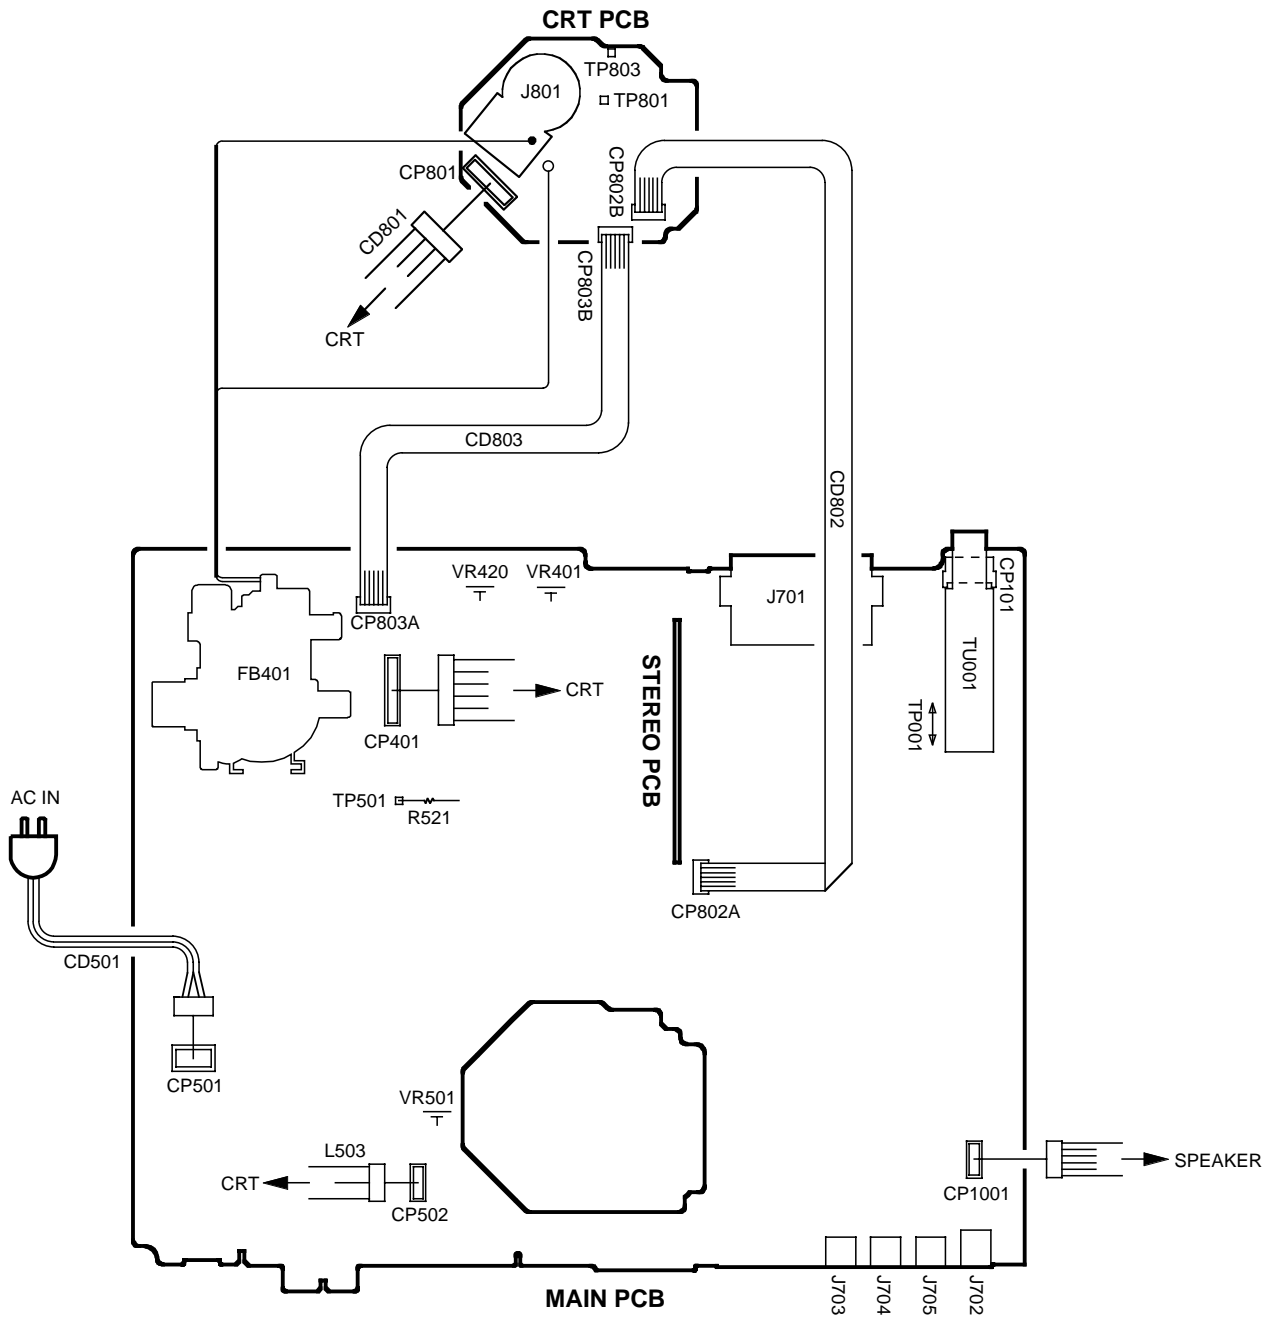 CRT PCB
TP803
J801
TP801
CP801
CP802B
CD801
CP803B
CRT
CD803
CD802
VR420
VR401
J701
CP101
CP803A
FB401
TU001
STEREO PCB
CRT
TP001
CP401
TP501
R521
AC IN
CP802A
CD501
CP501
VR501
L503
CRT
CP502
SPEAKER
CP1001
J703
J704
J705
J702
MAIN PCB